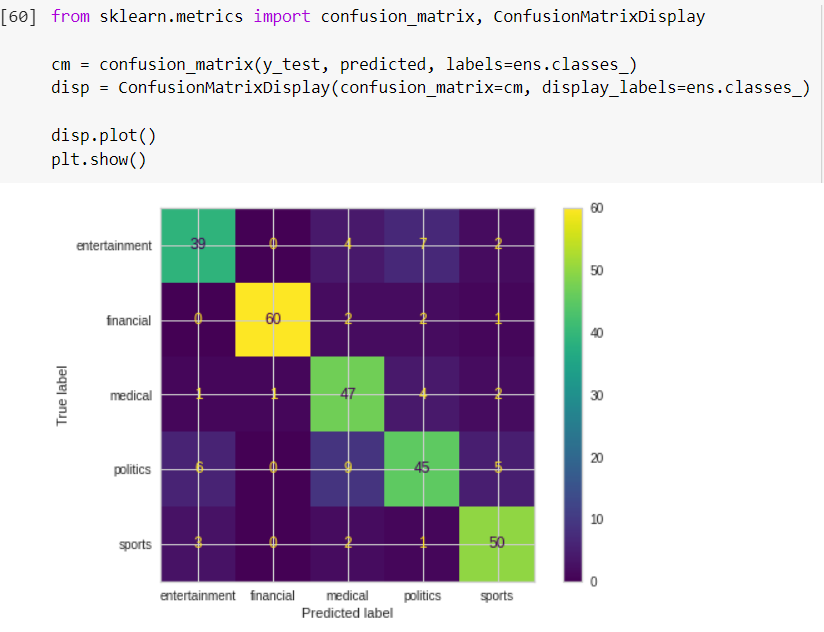 [60] from sklearn.metrics import confusion_matrix, ConfusionMatrixDisplay
cm = confusion_matrix(y_test, predicted, labels=ens.classes_)
disp = ConfusionMatrixDisplay(confusion_matrix=cm, display_labels=ens.classes_)
disp.plot()
plt.show()
entertainment 39 0 4 7 2
financial 0 60 2 2 1
medical 1 1 47 4 2
politics 6 0 9 45 5
sports 3 0 2 1 50
entertainment financial medical politics sports
Predicted label
True label
60
50
40
30
20
10
0